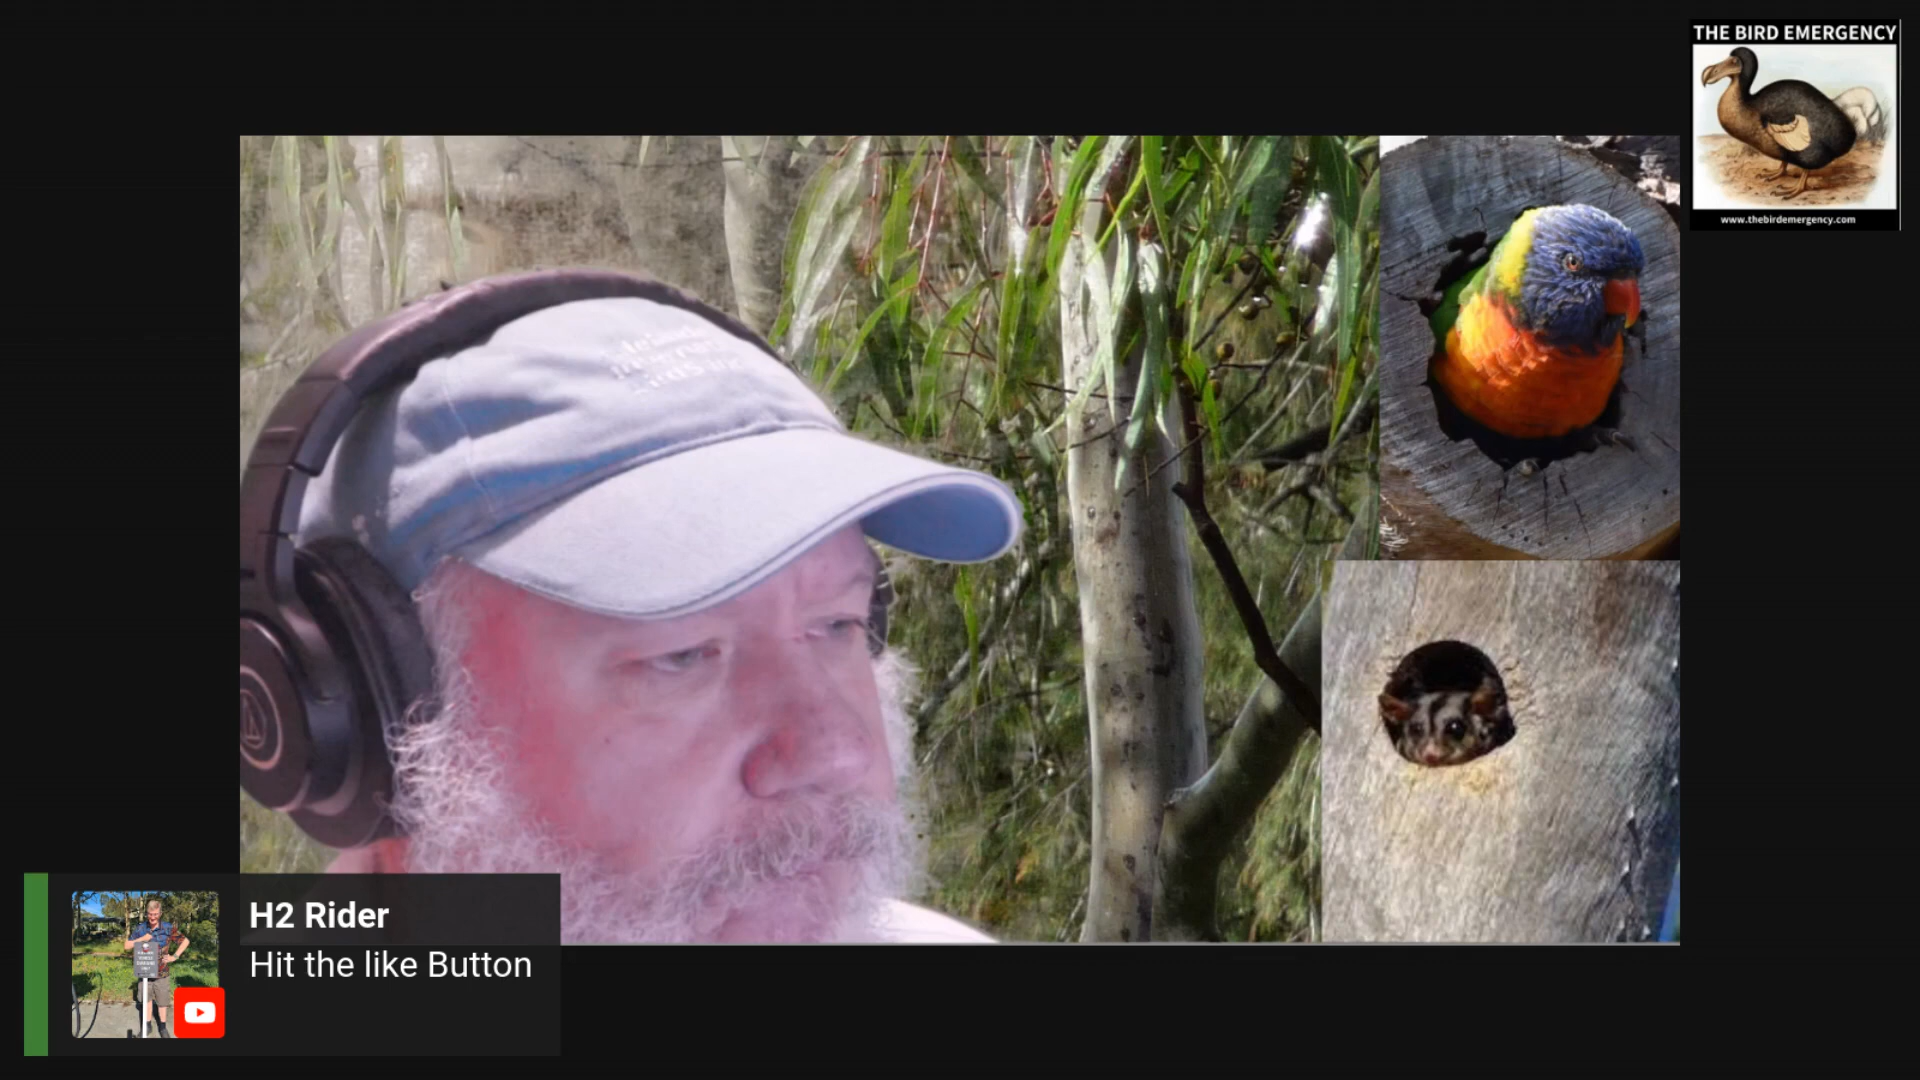 THE BIRD EMERGENCY
www.thebirdemergency.com
H2 Rider
Hit the like Button